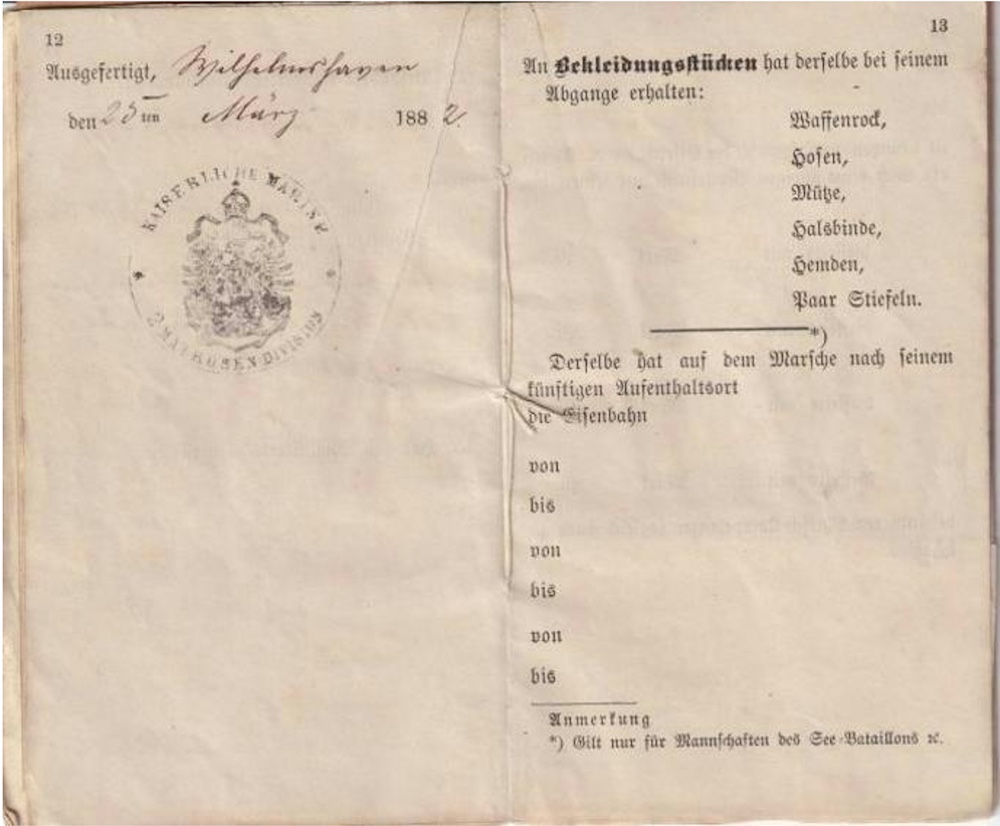 12
Ausgefertigt, Wilhelmshaven
den 25ten März 1882.
KAISERLICHE MARINE
* *
2 MATROSEN DIVISION
13
An Bekleidungsstücken hat derselbe bei seinem
Abgange erhalten:
Waffenrock,
Hosen,
Mütze,
Halsbinde,
Hemden,
Paar Stiefeln.
*)
Derselbe hat auf dem Marsche nach seinem
künftigen Aufenthaltsort
die Eisenbahn
von
bis
von
bis
von
bis
Anmerkung
*) Gilt nur für Mannschaften des See-Bataillons ꝛc.